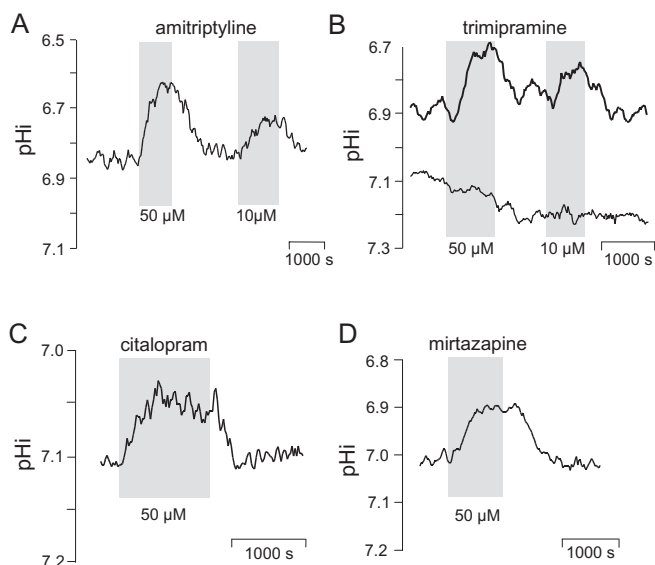 A
amitriptyline
6.5
6.7
6.9
7.1
pHi
50 µM
10µM
1000 s
B
trimipramine
6.7
6.9
7.1
7.3
pHi
50 µM
10 µM
1000 s
C
citalopram
7.0
7.1
7.2
pHi
50 µM
1000 s
D
mirtazapine
6.8
6.9
7.0
7.1
7.2
pHi
50 µM
1000 s